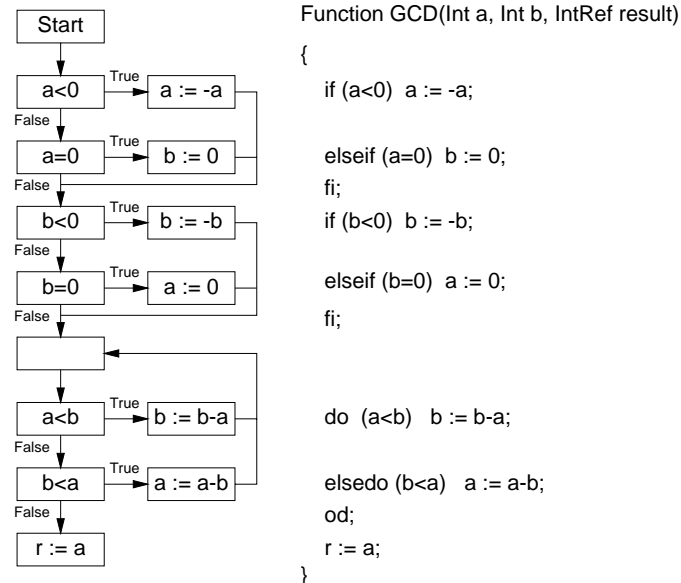 Start
a<0
True
a := -a
False
a=0
True
b := 0
False
b<0
True
b := -b
False
b=0
True
a := 0
False
a<b
True
b := b-a
False
b<a
True
a := a-b
False
r := a
Function GCD(Int a, Int b, IntRef result)
{
if (a<0) a := -a;
elseif (a=0) b := 0;
fi;
if (b<0) b := -b;
elseif (b=0) a := 0;
fi;
do (a<b) b := b-a;
elsedo (b<a) a := a-b;
od;
r := a;
}